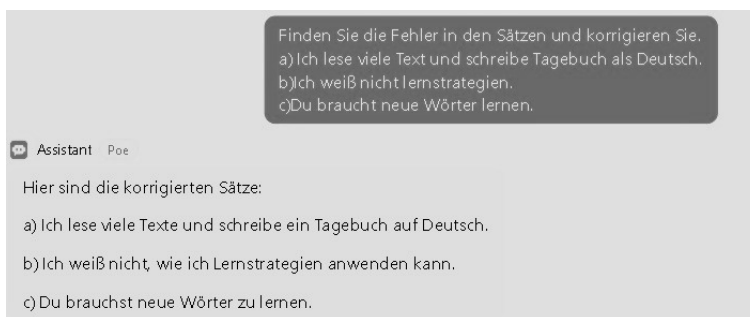 Finden Sie die Fehler in den Sätzen und korrigieren Sie.
a) Ich lese viele Text und schreibe Tagebuch als Deutsch.
b)Ich weiß nicht lernstrategien.
c)Du braucht neue Wörter lernen.
Assistant Poe
Hier sind die korrigierten Sätze:
a) Ich lese viele Texte und schreibe ein Tagebuch auf Deutsch.
b) Ich weiß nicht, wie ich Lernstrategien anwenden kann.
c) Du brauchst neue Wörter zu lernen.